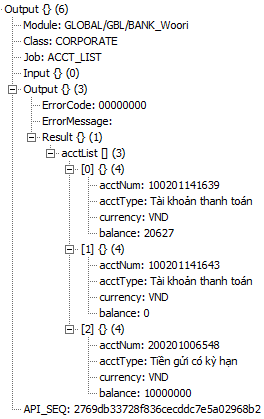 Output {} (6)
Module: GLOBAL/GBL/BANK_Woori
Class: CORPORATE
Job: ACCT_LIST
Input {} (0)
Output {} (3)
ErrorCode: 00000000
ErrorMessage:
Result {} (1)
acctList [] (3)
[0] {} (4)
acctNum: 100201141639
acctType: Tài khoản thanh toán
currency: VND
balance: 20627
[1] {} (4)
acctNum: 100201141643
acctType: Tài khoản thanh toán
currency: VND
balance: 0
[2] {} (4)
acctNum: 200201006548
acctType: Tiền gửi có kỳ hạn
currency: VND
balance: 10000000
API_SEQ: 2769db33728f836cecddc7e5a02968b2